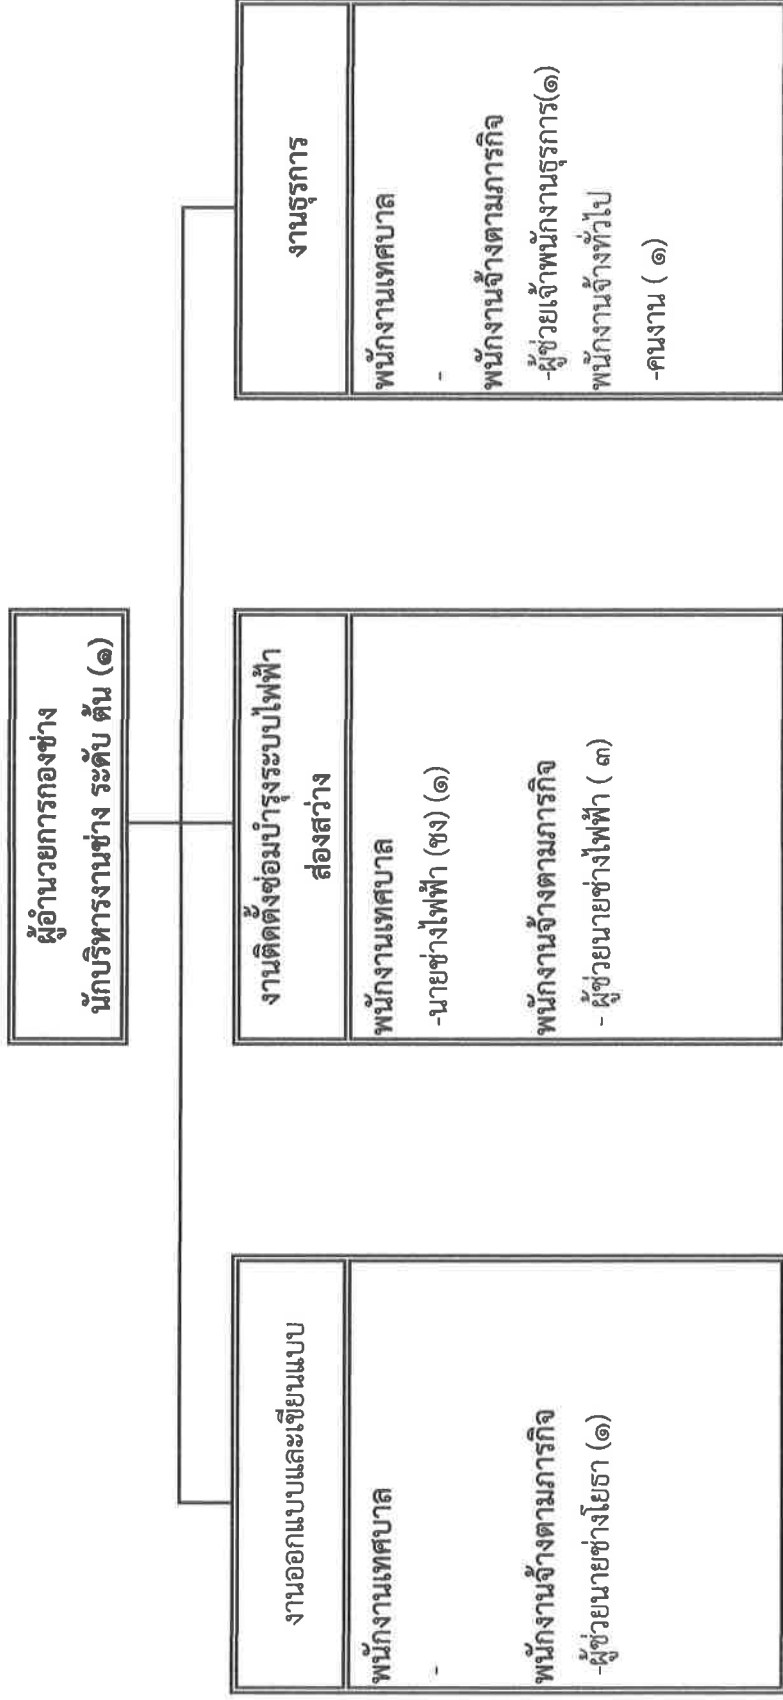 ผู้อำนวยการกองช่าง
นักบริหารงานช่าง ระดับ ต้น (๑)
งานออกแบบและเขียนแบบ
พนักงานเทศบาล
-
พนักงานจ้างตามภารกิจ
-ผู้ช่วยนายช่างโยธา (๑)
งานติดตั้งซ่อมบำรุงระบบไฟฟ้า
ส่องสว่าง
พนักงานเทศบาล
-นายช่างไฟฟ้า (ชง) (๑)
พนักงานจ้างตามภารกิจ
- ผู้ช่วยนายช่างไฟฟ้า ( ๓)
งานธุรการ
พนักงานเทศบาล
-
พนักงานจ้างตามภารกิจ
-ผู้ช่วยเจ้าพนักงานธุรการ(๑)
พนักงานจ้างทั่วไป
-คนงาน ( ๑)